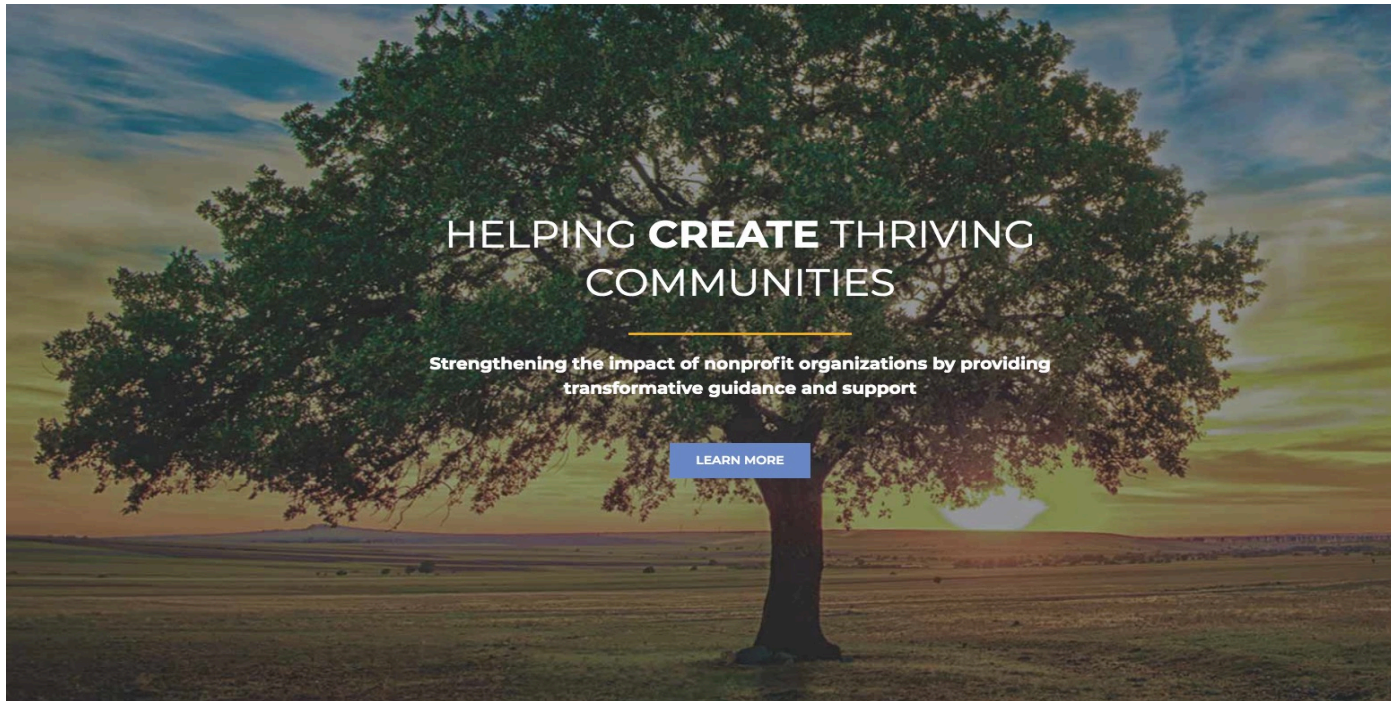 HELPING CREATE THRIVING
COMMUNITIES
Strengthening the impact of nonprofit organizations by providing
transformative guidance and support
LEARN MORE